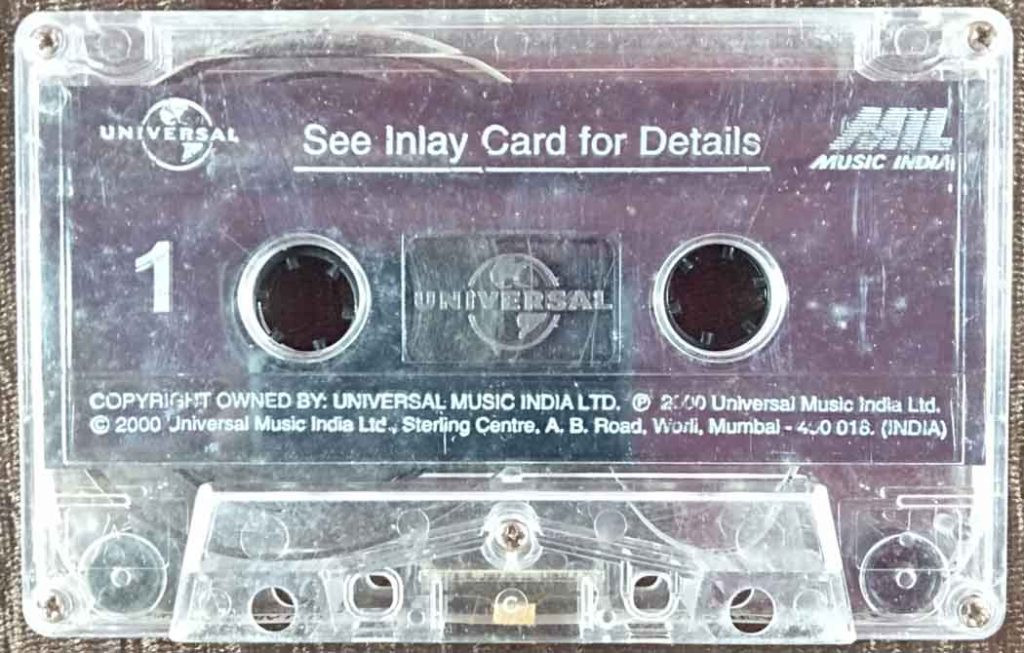 UNIVERSAL
See Inlay Card for Details
MIL
MUSIC INDIA
1
UNIVERSAL
COPYRIGHT OWNED BY: UNIVERSAL MUSIC INDIA LTD. ℗ 2000 Universal Music India Ltd.
© 2000 Universal Music India Ltd., Sterling Centre, A. B. Road, Worli, Mumbai - 400 018. (INDIA)